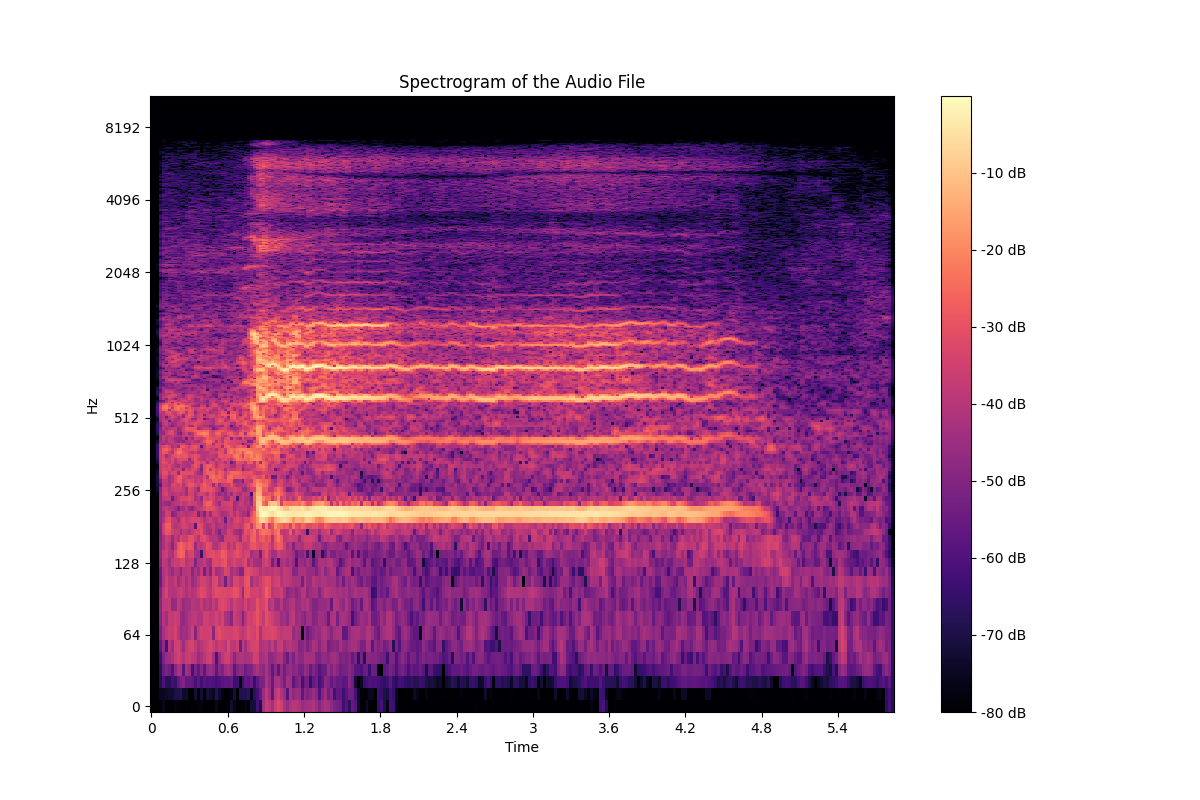 Spectrogram of the Audio File
8192
4096
2048
1024
512
256
128
64
0
Hz
0 0.6 1.2 1.8 2.4 3 3.6 4.2 4.8 5.4
Time
-10 dB
-20 dB
-30 dB
-40 dB
-50 dB
-60 dB
-70 dB
-80 dB